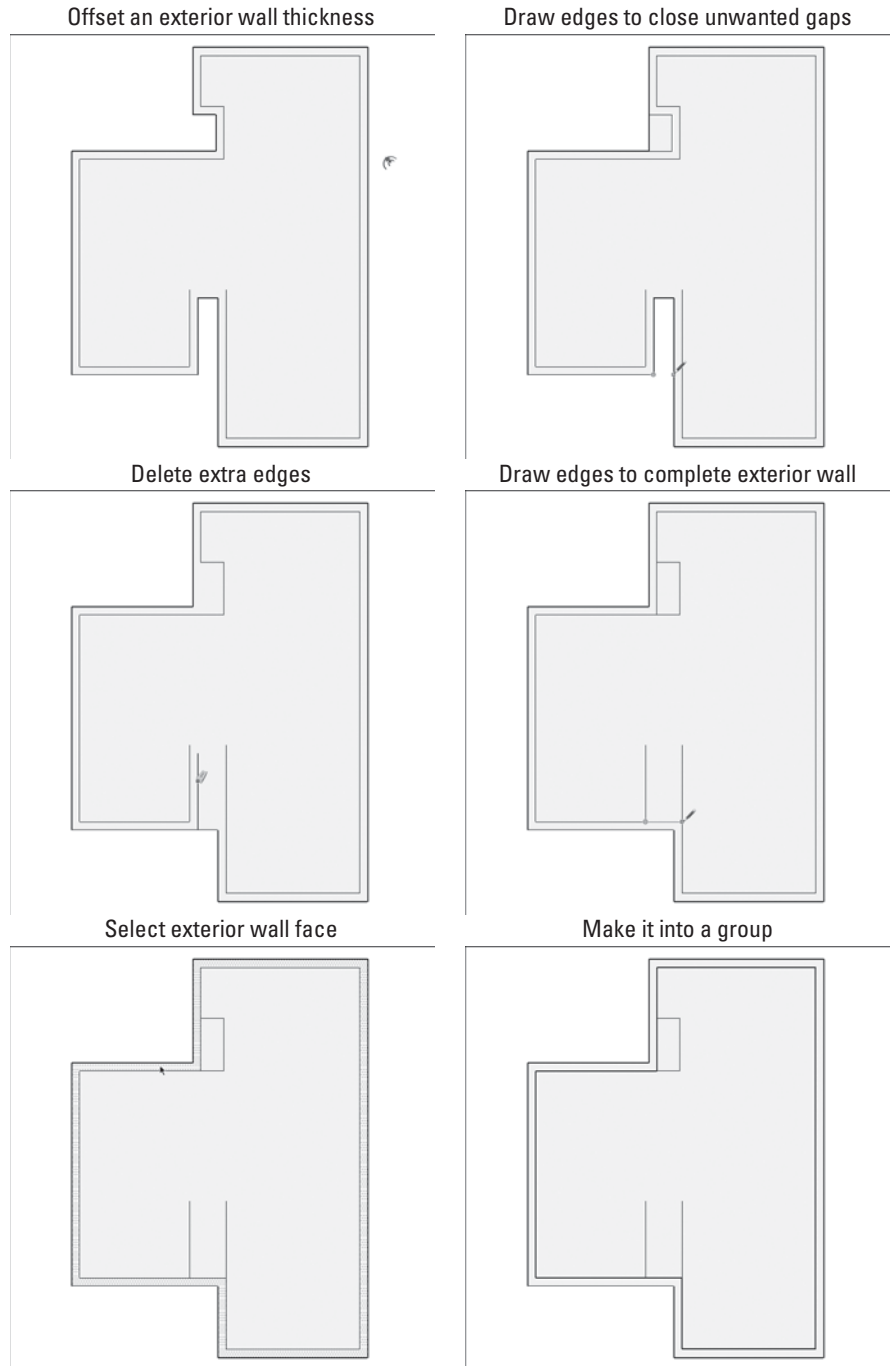 Offset an exterior wall thickness
Draw edges to close unwanted gaps
Delete extra edges
Draw edges to complete exterior wall
Select exterior wall face
Make it into a group